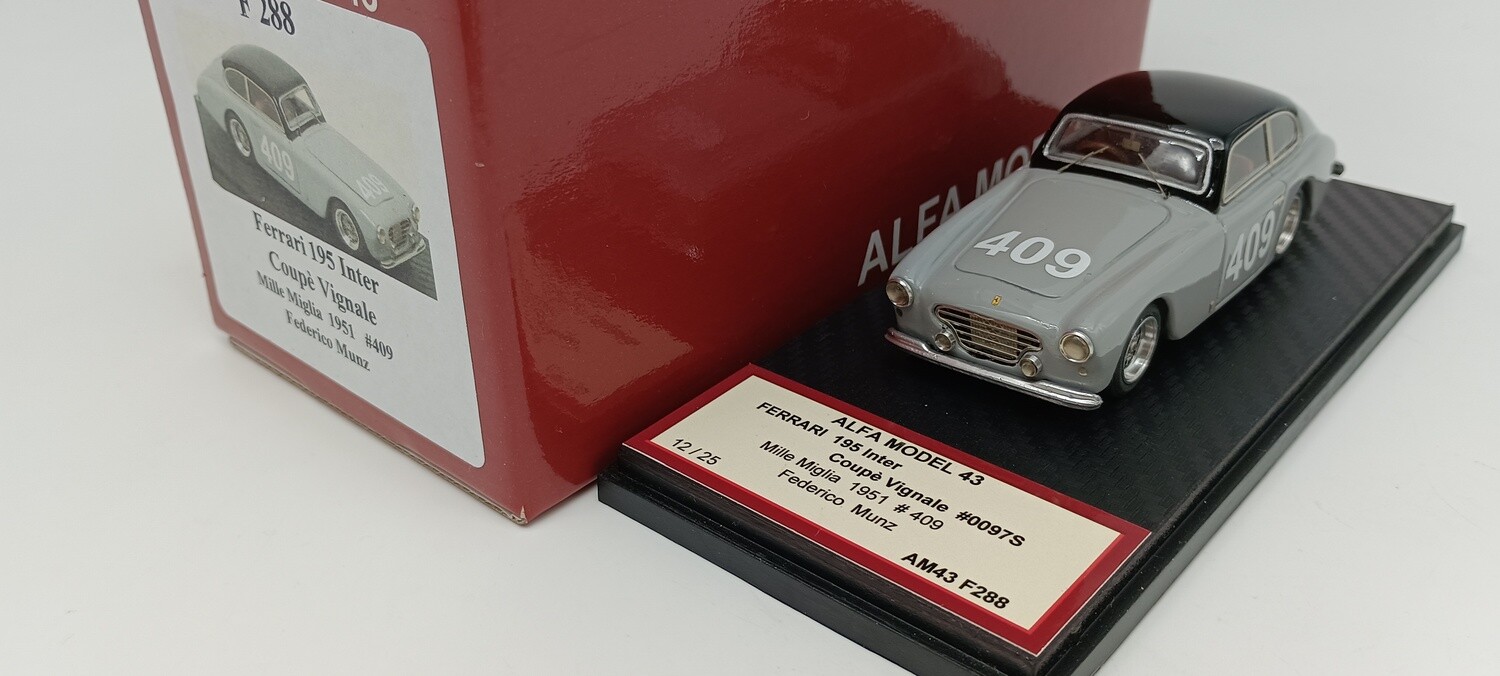 F 288
409
409
Ferrari 195 Inter
Coupè Vignale
Mille Miglia 1951 #409
Federico Munz
ALFA MO
409
409
ALFA MODEL 43
FERRARI 195 Inter
Coupè Vignale #0097S
Mille Miglia 1951 # 409
Federico Munz
12 / 25
AM43 F288